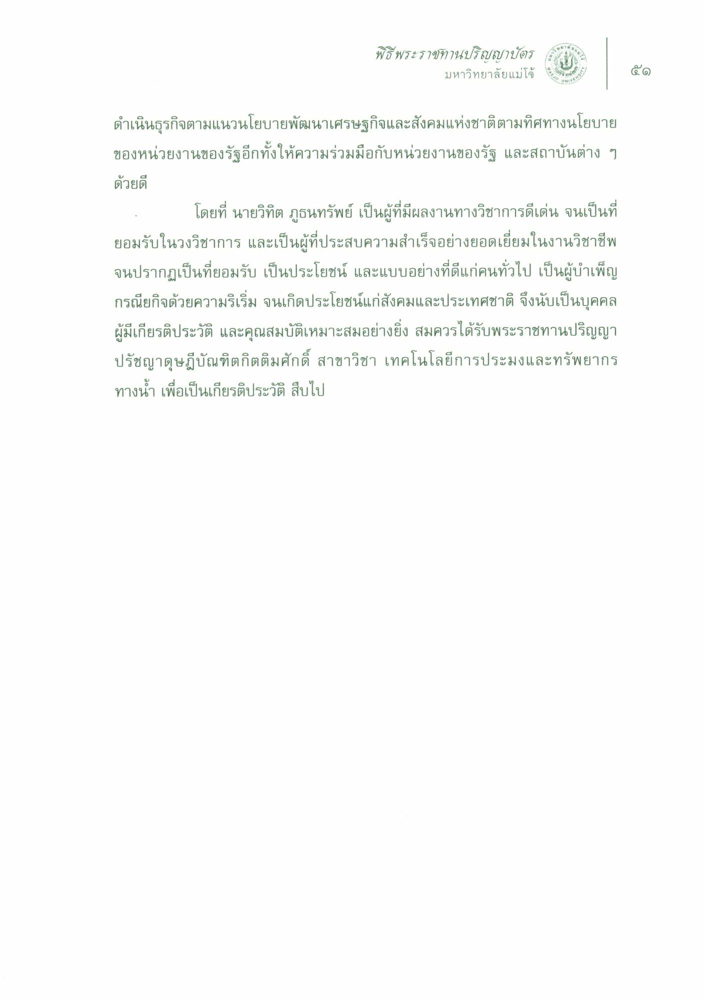 พิธีพระราชทานปริญญาบัตร
มหาวิทยาลัยแม่โจ้
มหาวิทยาลัยแม่โจ้
MAEJO UNIVERSITY
๕๑
ดำเนินธุรกิจตามแนวนโยบายพัฒนาเศรษฐกิจและสังคมแห่งชาติตามทิศทางนโยบาย
ของหน่วยงานของรัฐอีกทั้งให้ความร่วมมือกับหน่วยงานของรัฐ และสถาบันต่าง ๆ
ด้วยดี
โดยที่ นายวิทิต ภูธนทรัพย์ เป็นผู้ที่มีผลงานทางวิชาการดีเด่น จนเป็นที่
ยอมรับในวงวิชาการ และเป็นผู้ที่ประสบความสำเร็จอย่างยอดเยี่ยมในงานวิชาชีพ
จนปรากฏเป็นที่ยอมรับ เป็นประโยชน์ และแบบอย่างที่ดีแก่คนทั่วไป เป็นผู้บำเพ็ญ
กรณียกิจด้วยความริเริ่ม จนเกิดประโยชน์แก่สังคมและประเทศชาติ จึงนับเป็นบุคคล
ผู้มีเกียรติประวัติ และคุณสมบัติเหมาะสมอย่างยิ่ง สมควรได้รับพระราชทานปริญญา
ปรัชญาดุษฎีบัณฑิตกิตติมศักดิ์ สาขาวิชา เทคโนโลยีการประมงและทรัพยากร
ทางน้ำ เพื่อเป็นเกียรติประวัติ สืบไป